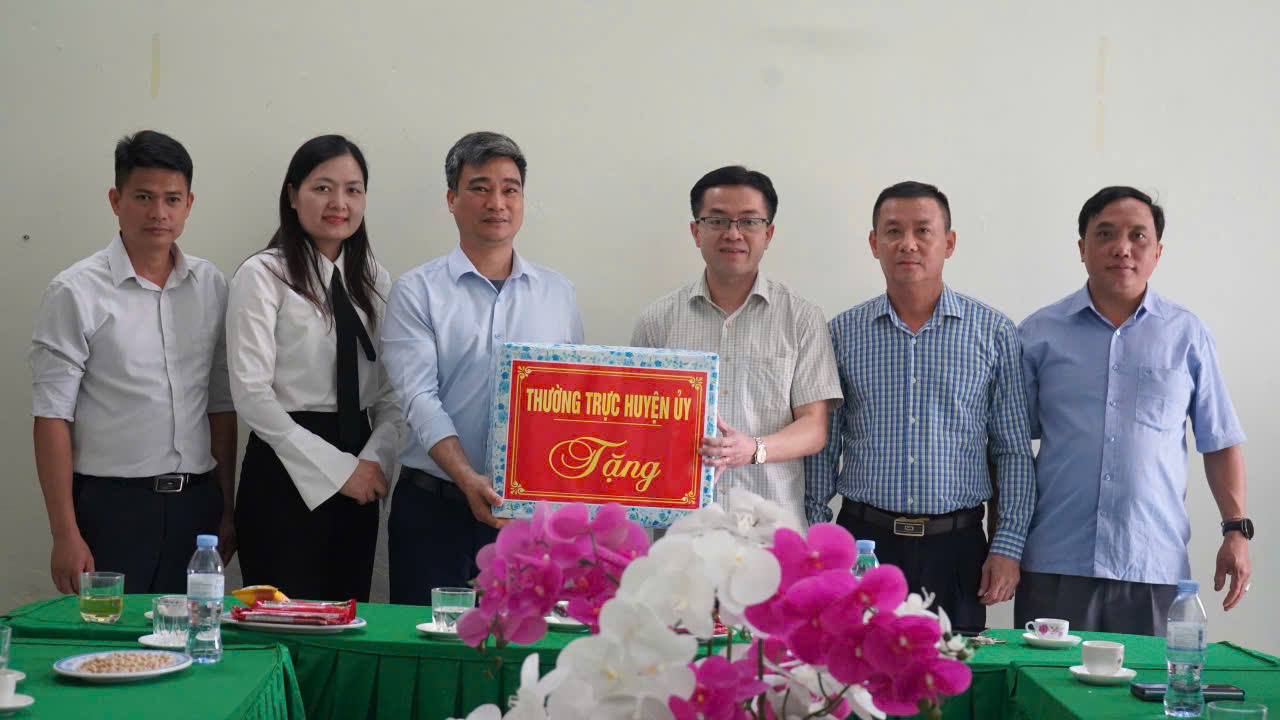 THƯỜNG TRỰC HUYỆN ỦY
Tặng